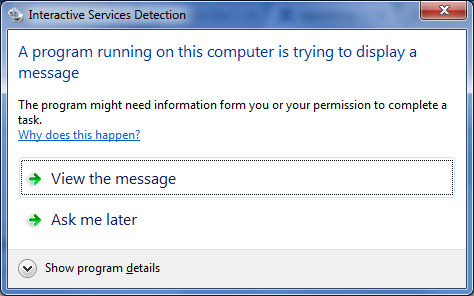 Interactive Services Detection
A program running on this computer is trying to display a
message
The program might need information form you or your permission to complete a
task.
Why does this happen?
View the message
Ask me later
Show program details